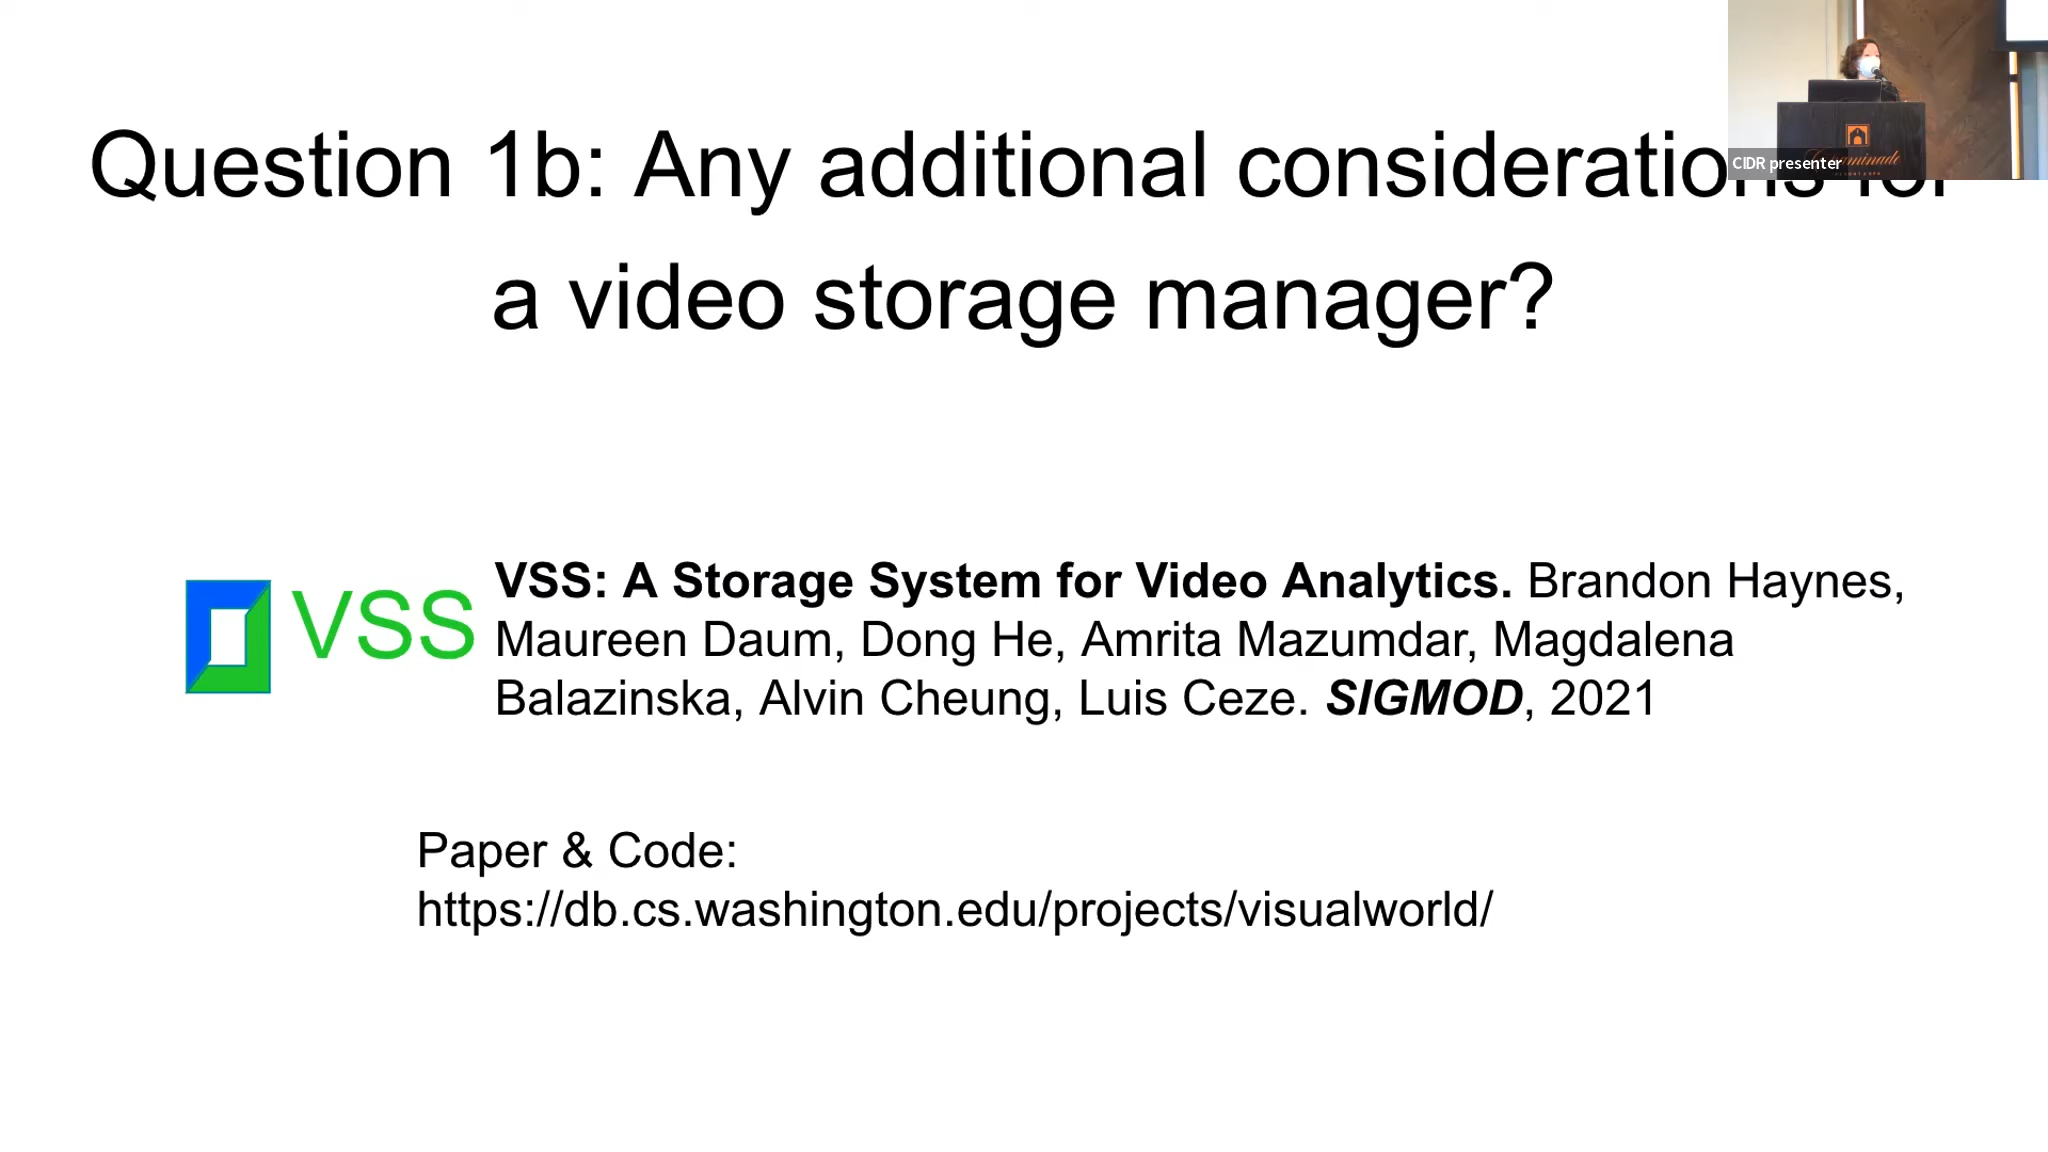 Question 1b: Any additional considerations for
a video storage manager?
CIDR presenter
VSS
VSS: A Storage System for Video Analytics. Brandon Haynes,
Maureen Daum, Dong He, Amrita Mazumdar, Magdalena
Balazinska, Alvin Cheung, Luis Ceze. SIGMOD, 2021
Paper & Code:
https://db.cs.washington.edu/projects/visualworld/